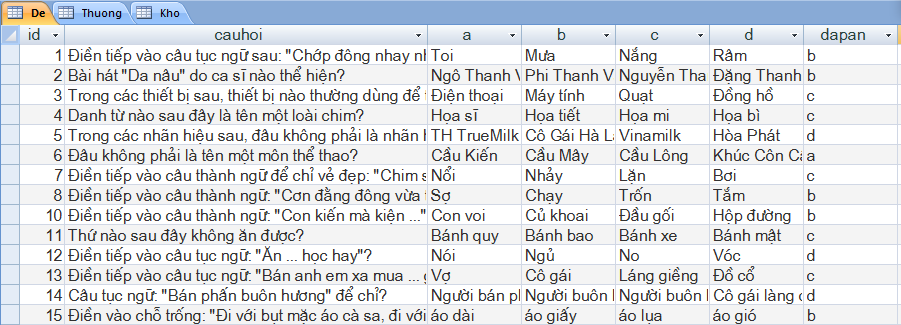 De Thuong Kho
id cauhoi a b c d dapan
1 Điền tiếp vào câu tục ngữ sau: "Chớp đông nhay nh Toi Mưa Nắng Râm b
2 Bài hát "Da nâu" do ca sĩ nào thể hiện? Ngô Thanh V Phi Thanh V Nguyễn Tha Đặng Thanh b
3 Trong các thiết bị sau, thiết bị nào thường dùng để Điện thoại Máy tính Quạt Đồng hồ c
4 Danh từ nào sau đây là tên một loài chim? Họa sĩ Họa tiết Họa mi Họa bì c
5 Trong các nhãn hiệu sau, đâu không phải là nhãn h TH TrueMilk Cô Gái Hà L Vinamilk Hòa Phát d
6 Đâu không phải là tên một môn thể thao? Cầu Kiến Cầu Mây Cầu Lông Khúc Côn Cầ a
7 Điền tiếp vào câu thành ngữ để chỉ vẻ đẹp: "Chim s Nổi Nhảy Lặn Bơi c
8 Điền tiếp vào câu thành ngữ: "Cơn đằng đông vừa Sợ Chạy Trốn Tắm b
10 Điền tiếp vào câu thành ngữ: "Con kiến mà kiện ..." Con voi Củ khoai Đầu gối Hộp đường b
11 Thứ nào sau đây không ăn được? Bánh quy Bánh bao Bánh xe Bánh mật c
12 Điền tiếp vào câu tục ngữ: "Ăn ... học hay"? Nói Ngủ No Vóc d
13 Điền tiếp vào câu tục ngữ: "Bán anh em xa mua ... g Vợ Cô gái Láng giềng Đồ cổ c
14 Câu tục ngữ: "Bán phấn buôn hương" để chỉ? Người bán ph Người buôn l Người buôn Cô gái làng d
15 Điền vào chỗ trống: "Đi với bụt mặc áo cà sa, đi với áo dài áo giấy áo lụa áo gió b